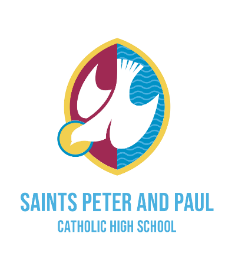 SAINTS PETER AND PAUL
CATHOLIC HIGH SCHOOL